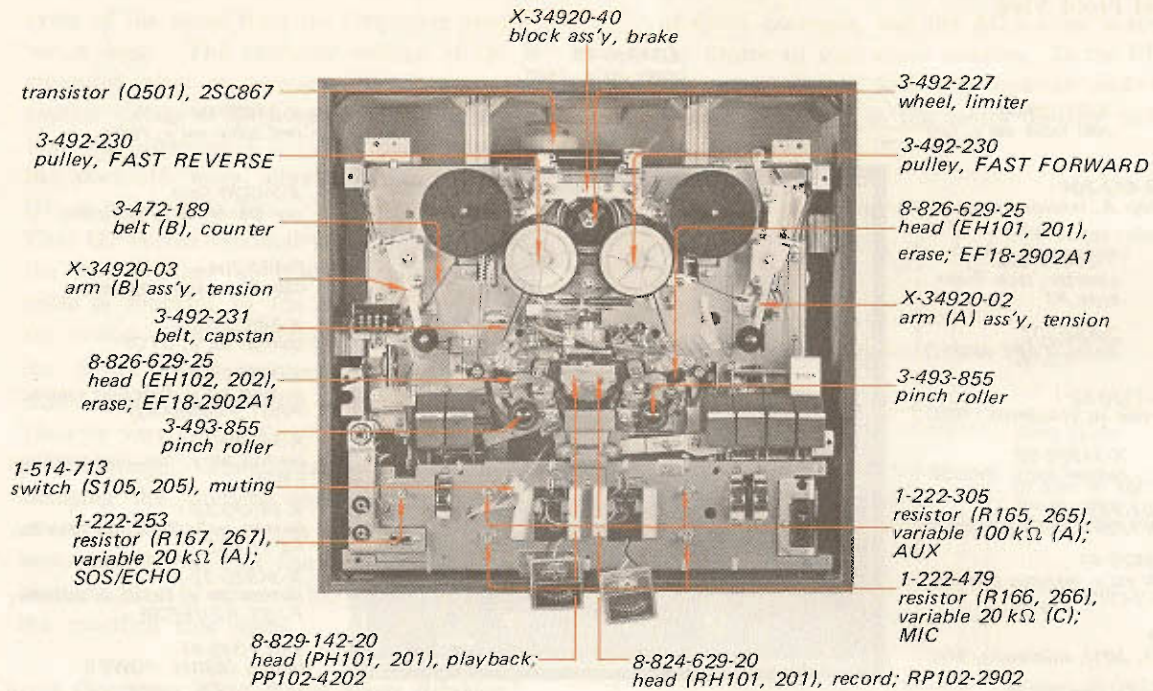 X-34920-40
block ass'y, brake
transistor (Q501), 2SC867
3-492-230
pulley, FAST REVERSE
3-472-189
belt (B), counter
X-34920-03
arm (B) ass'y, tension
3-492-231
belt, capstan
8-826-629-25
head (EH102, 202),
erase; EF18-2902A1
3-493-855
pinch roller
1-514-713
switch (S105, 205), muting
1-222-253
resistor (R167, 267),
variable 20 kΩ (A);
SOS/ECHO
8-829-142-20
head (PH101, 201), playback,
PP102-4202
3-492-227
wheel, limiter
3-492-230
pulley, FAST FORWARD
8-826-629-25
head (EH101, 201),
erase; EF18-2902A1
X-34920-02
arm (A) ass'y, tension
3-493-855
pinch roller
1-222-305
resistor (R165, 265),
variable 100 kΩ (A);
AUX
1-222-479
resistor (R166, 266),
variable 20 kΩ (C);
MIC
8-824-629-20
head (RH101, 201), record; RP102-2902